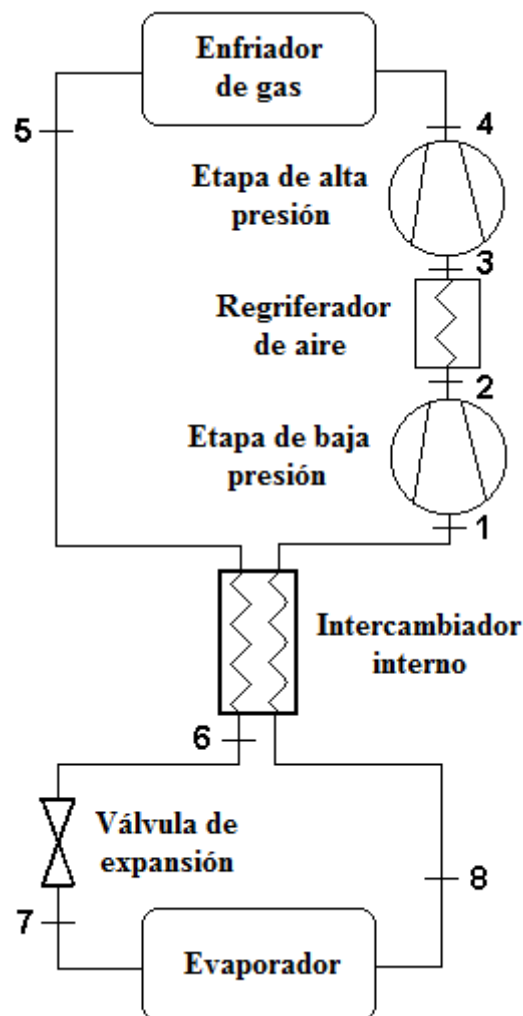 Enfriador
de gas
5
4
Etapa de alta
presión
3
Regriferador
de aire
2
Etapa de baja
presión
1
Intercambiador
interno
6
Válvula de
expansión
8
7
Evaporador